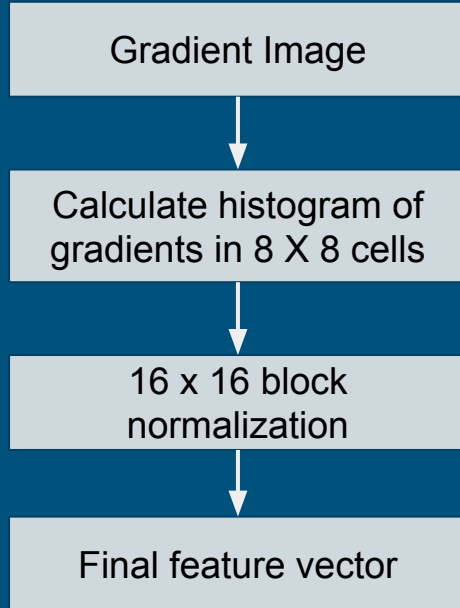 Gradient Image
Calculate histogram of
gradients in 8 X 8 cells
16 x 16 block
normalization
Final feature vector